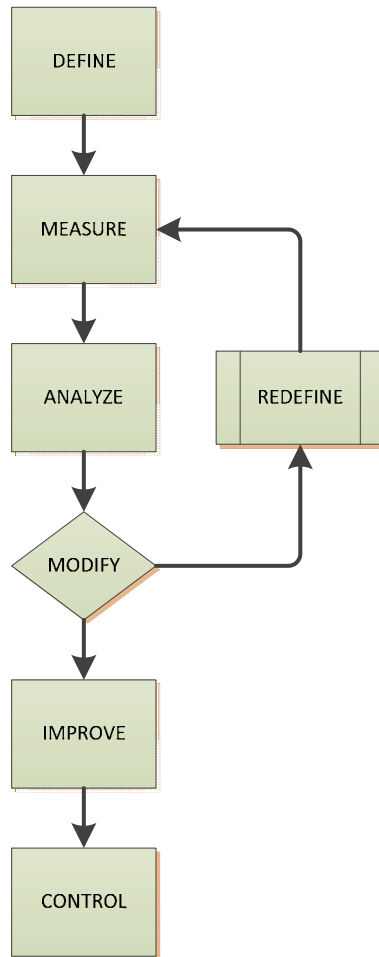 DEFINE
MEASURE
ANALYZE
REDEFINE
MODIFY
IMPROVE
CONTROL